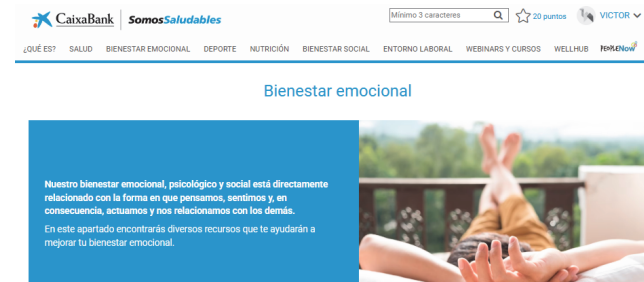 CaixaBank SomosSaludables
Mínimo 3 caracteres
20 puntos
VICTOR
¿QUÉ ES? SALUD BIENESTAR EMOCIONAL DEPORTE NUTRICIÓN BIENESTAR SOCIAL ENTORNO LABORAL WEBINARS Y CURSOS WELLHUB PEOPLENow
Bienestar emocional
Nuestro bienestar emocional, psicológico y social está directamente
relacionado con la forma en que pensamos, sentimos y, en
consecuencia, actuamos y nos relacionamos con los demás.
En este apartado encontrarás diversos recursos que te ayudarán a
mejorar tu bienestar emocional.